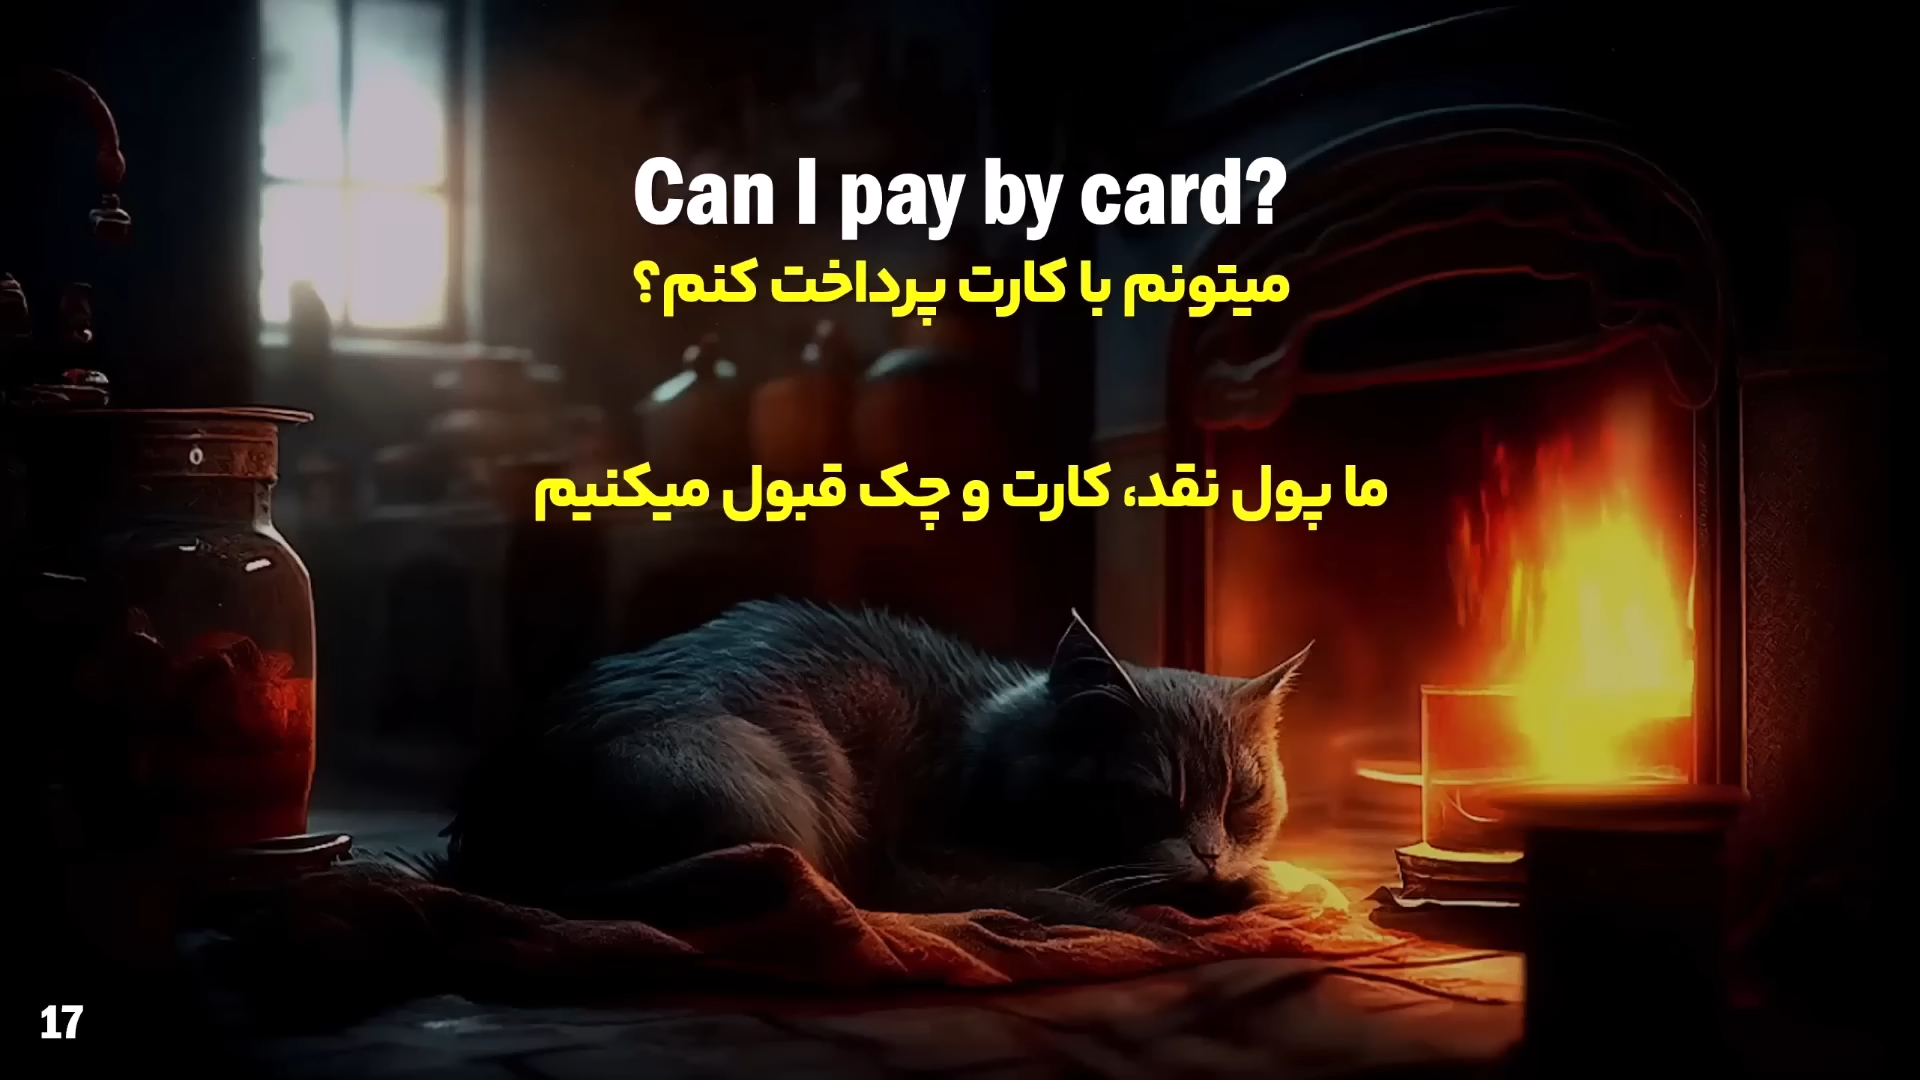 Can I pay by card?
میتونم با کارت پرداخت کنم؟
ما پول نقد، کارت و چک قبول میکنیم
17